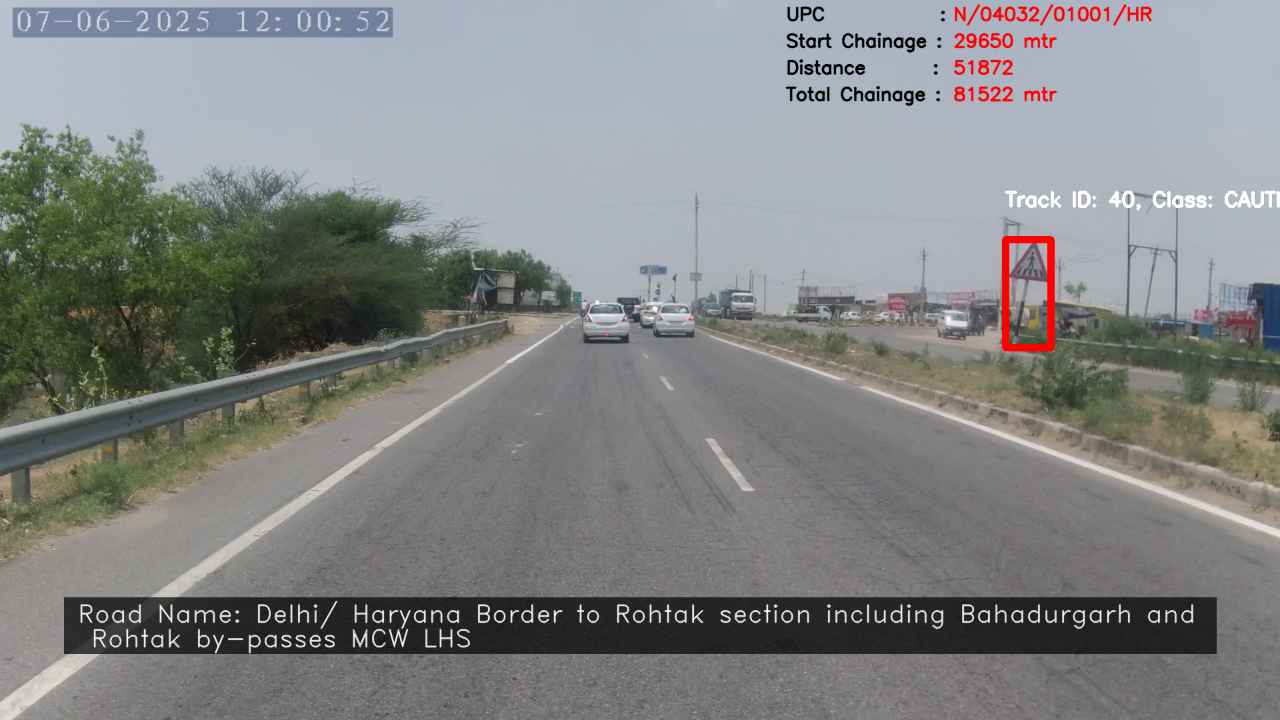 07-06-2025 12:00:52
UPC : N/04032/01001/HR
Start Chainage : 29650 mtr
Distance : 51872
Total Chainage : 81522 mtr
Track ID: 40, Class: CAUTI
Road Name: Delhi/ Haryana Border to Rohtak section including Bahadurgarh and
Rohtak by-passes MCW LHS